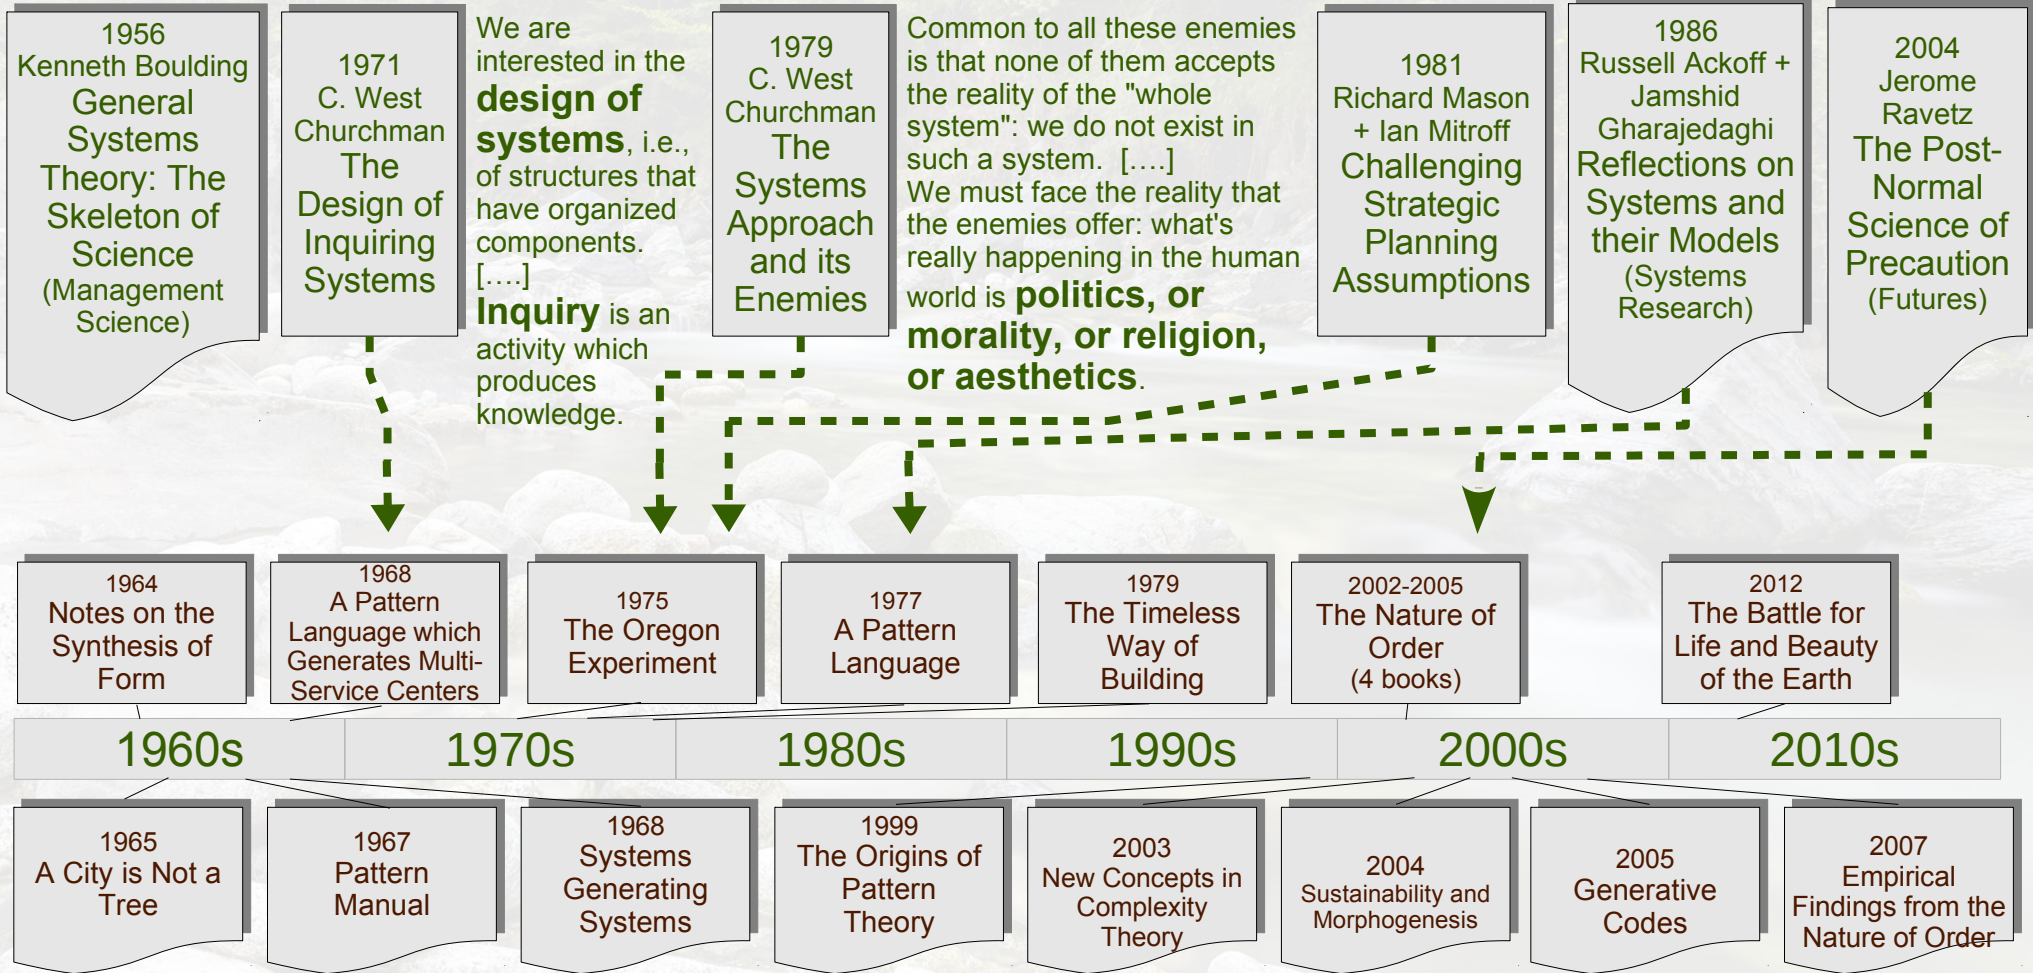 1956
Kenneth Boulding
General
Systems
Theory: The
Skeleton of
Science
(Management
Science)
1971
C. West
Churchman
The
Design of
Inquiring
Systems
We are
interested in the
design of
systems, i.e.,
of structures that
have organized
components.
[....]
Inquiry is an
activity which
produces
knowledge.
1979
C. West
Churchman
The
Systems
Approach
and its
Enemies
Common to all these enemies
is that none of them accepts
the reality of the "whole
system": we do not exist in
such a system.  [....]
We must face the reality that
the enemies offer: what's
really happening in the human
world is politics, or
morality, or religion,
or aesthetics.
1981
Richard Mason
+ Ian Mitroff
Challenging
Strategic
Planning
Assumptions
1986
Russell Ackoff +
Jamshid
Gharajedaghi
Reflections on
Systems and
their Models
(Systems
Research)
2004
Jerome
Ravetz
The Post-
Normal
Science of
Precaution
(Futures)
1964
Notes on the
Synthesis of
Form
1968
A Pattern
Language which
Generates Multi-
Service Centers
1975
The Oregon
Experiment
1977
A Pattern
Language
1979
The Timeless
Way of
Building
2002-2005
The Nature of
Order
(4 books)
2012
The Battle for
Life and Beauty
of the Earth
1960s
1970s
1980s
1990s
2000s
2010s
1965
A City is Not a
Tree
1967
Pattern
Manual
1968
Systems
Generating
Systems
1999
The Origins of
Pattern
Theory
2003
New Concepts in
Complexity
Theory
2004
Sustainability and
Morphogenesis
2005
Generative
Codes
2007
Empirical
Findings from the
Nature of Order